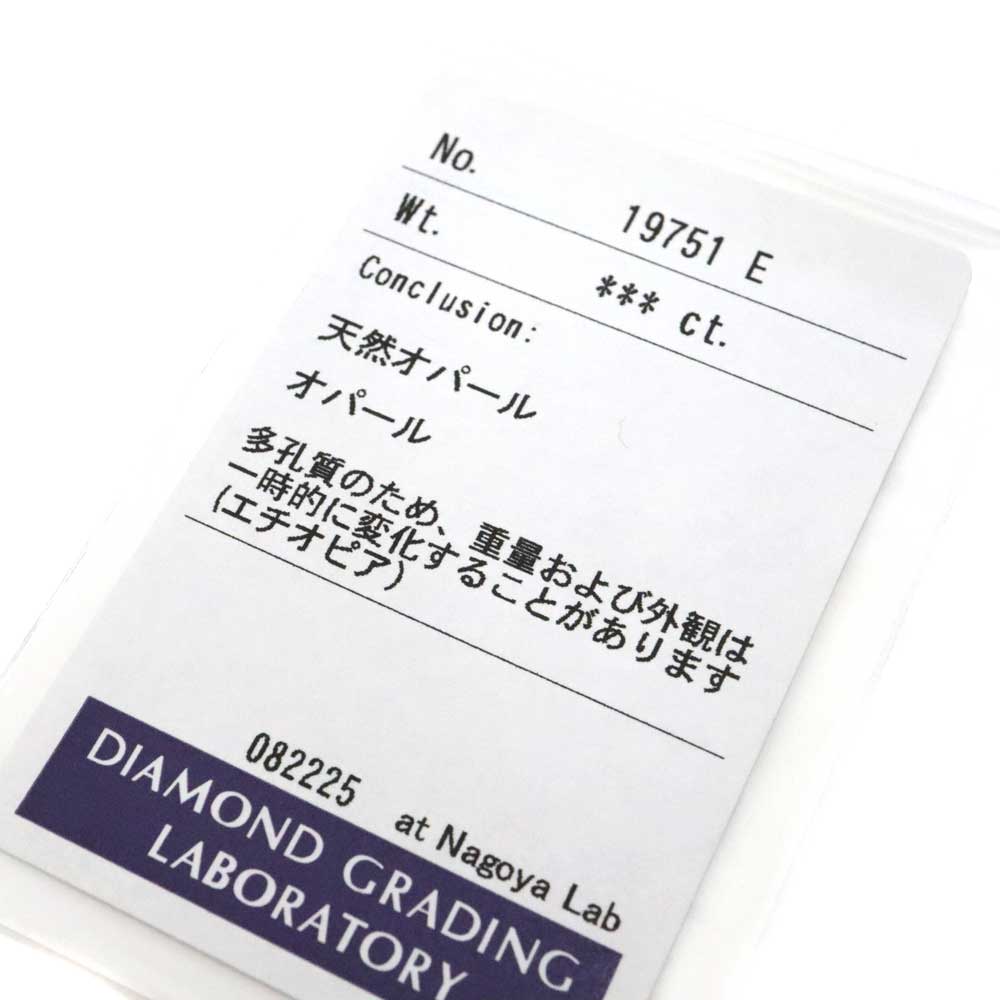 No. 19751 E
Wt. *** ct.
Conclusion:
天然オパール
オパール
多孔質のため、重量および外観は
一時的に変化することがあります
(エチオピア)
082225 at Nagoya Lab
DIAMOND GRADING
LABORATORY